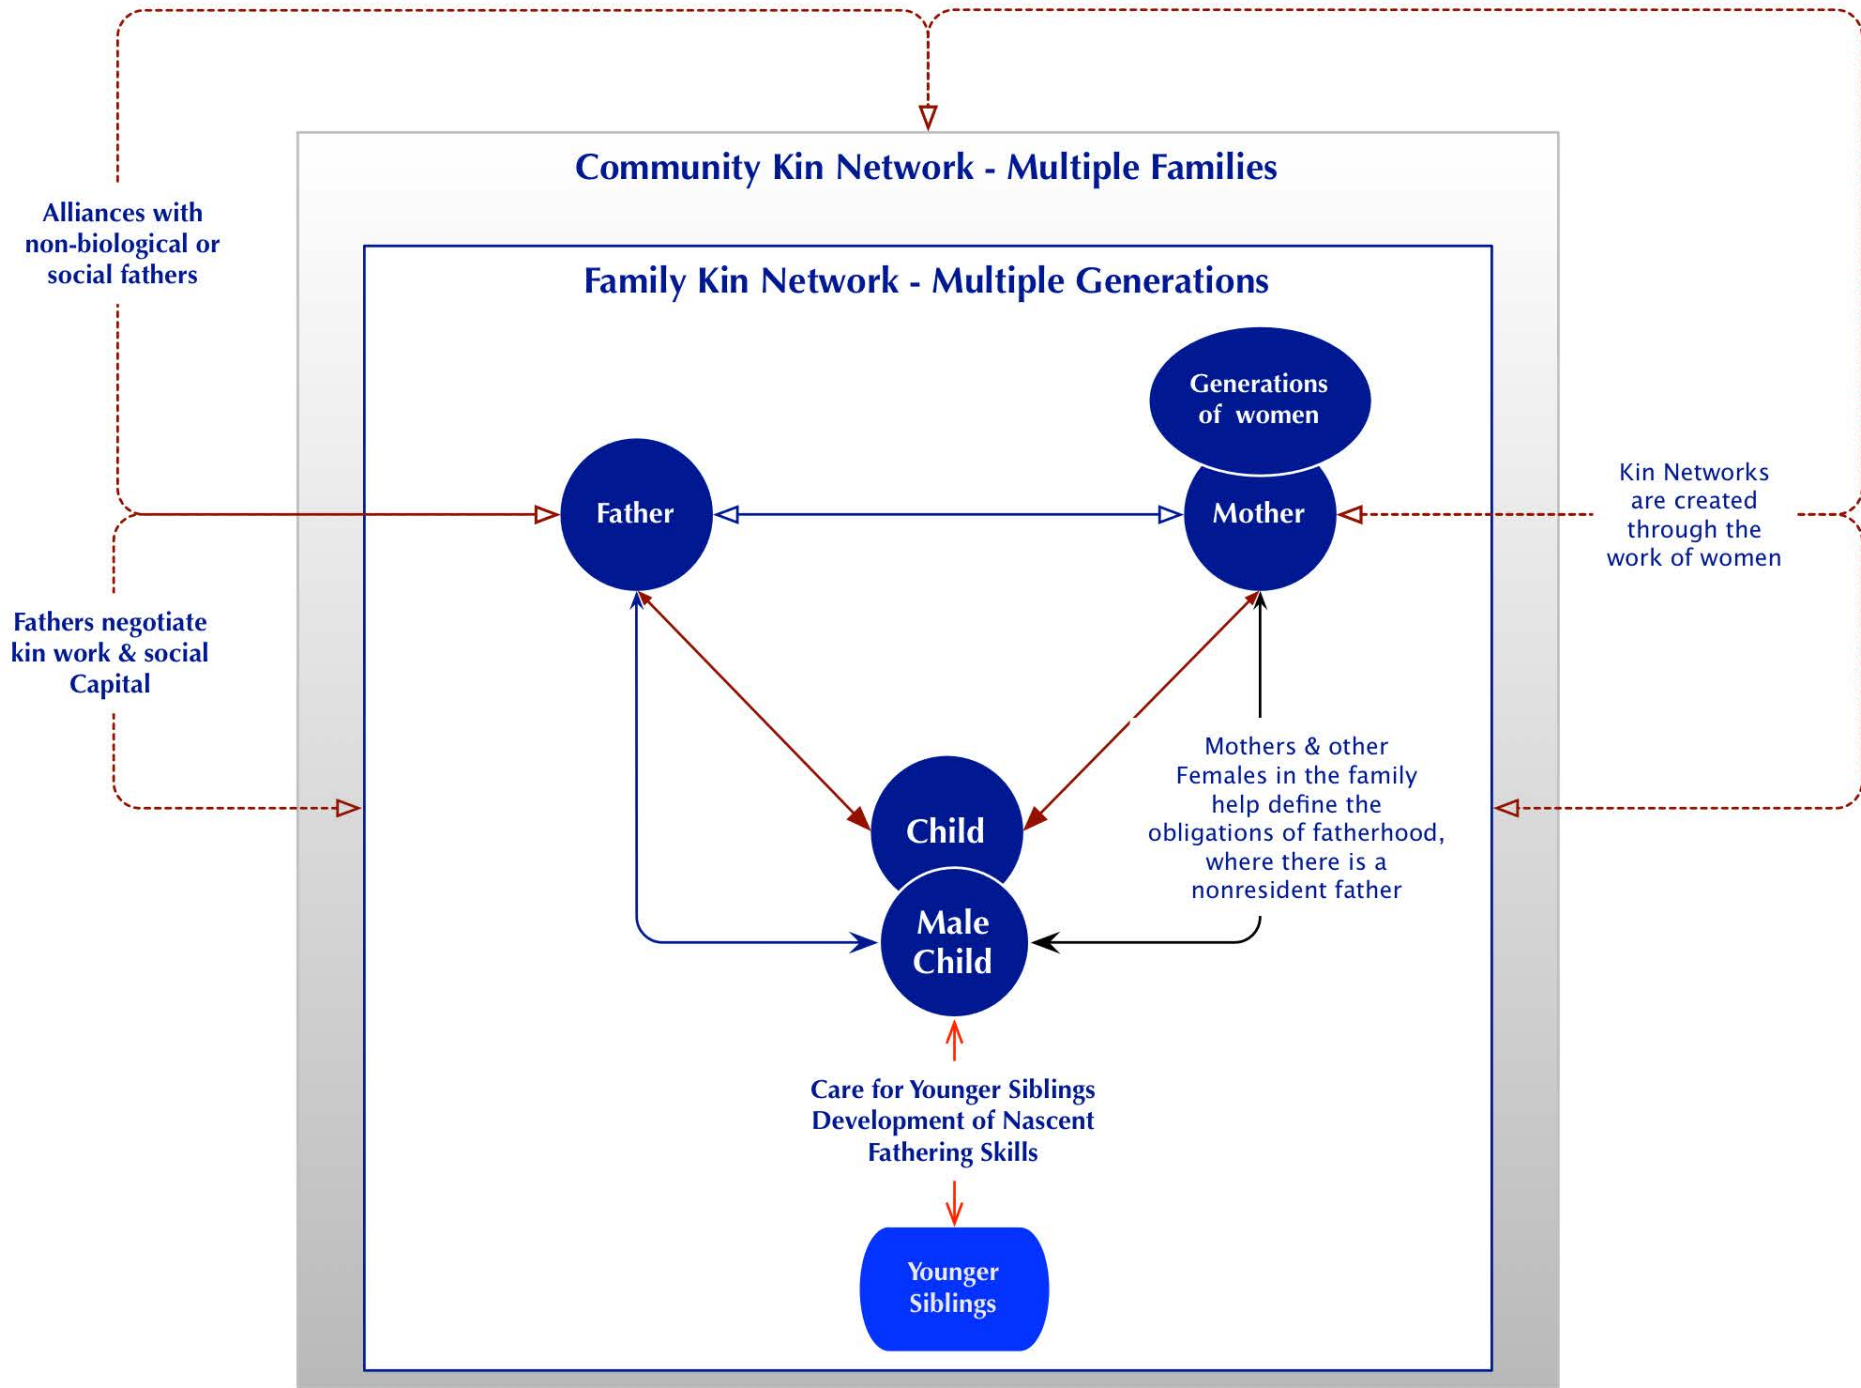 Community Kin Network - Multiple Families
Alliances with
non-biological or
social fathers
Family Kin Network - Multiple Generations
Generations
of women
Father
Mother
Kin Networks
are created
through the
work of women
Fathers negotiate
kin work & social
Capital
Mothers & other
Females in the family
help define the
obligations of fatherhood,
where there is a
nonresident father
Child
Male
Child
Care for Younger Siblings
Development of Nascent
Fathering Skills
Younger
Siblings